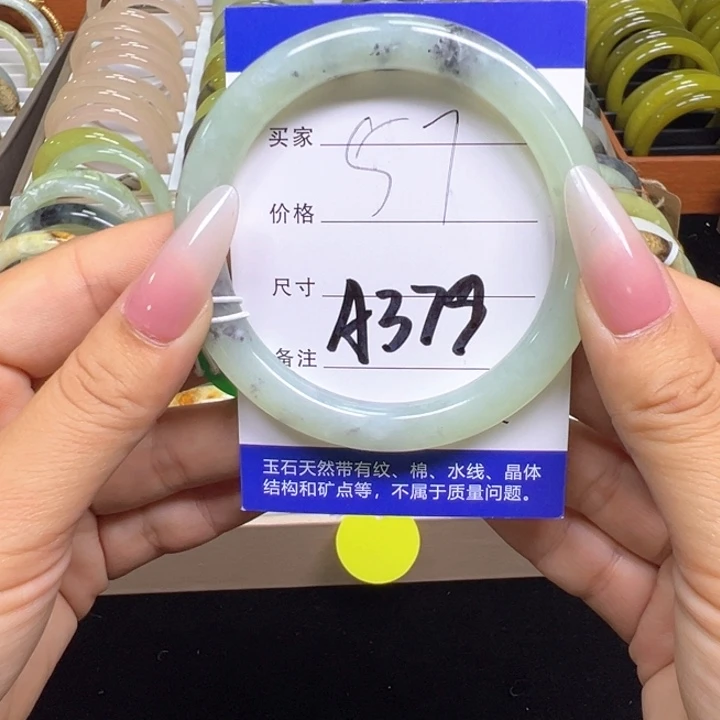 买家 57
价格
尺寸
A379
备注
玉石天然带有纹、棉、水线、晶体
结构和矿点等，不属于质量问题。